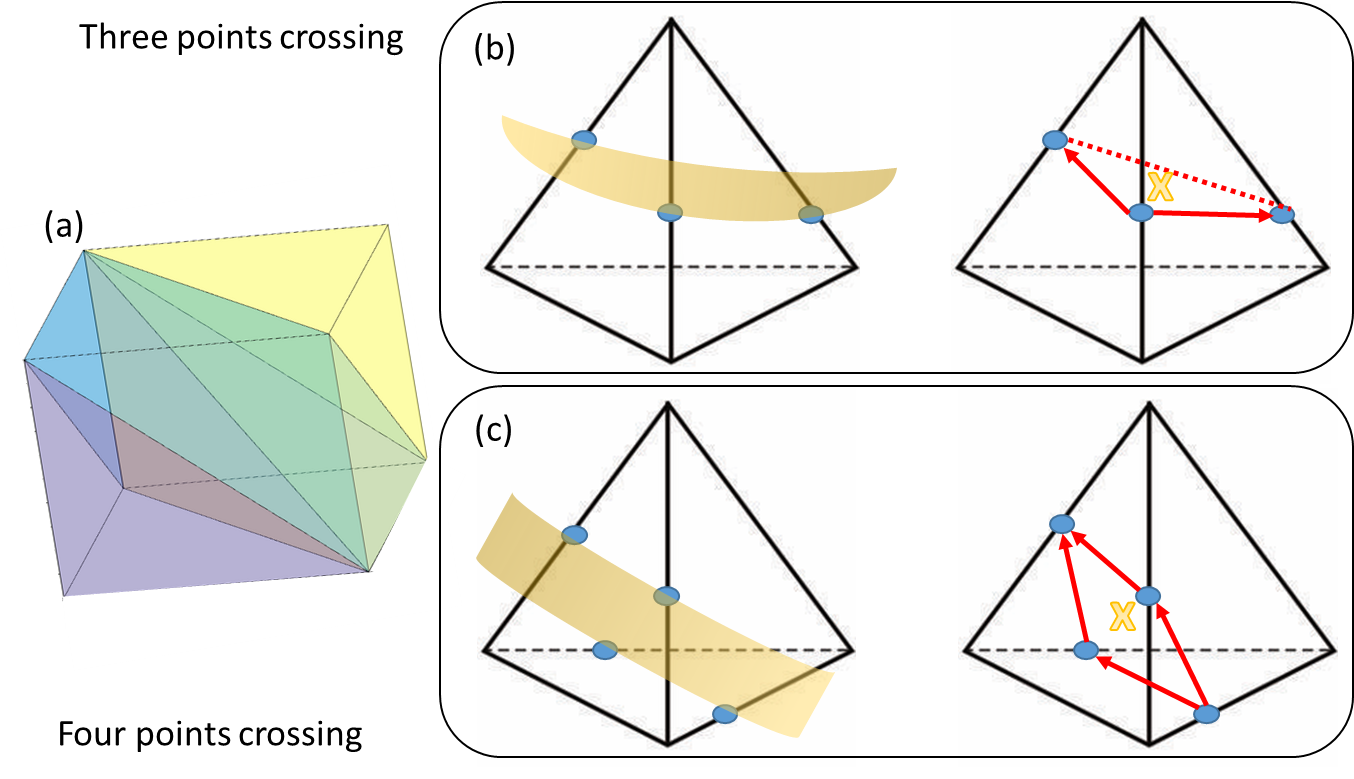 Three points crossing
(a)
(b)
X
(c)
X
Four points crossing